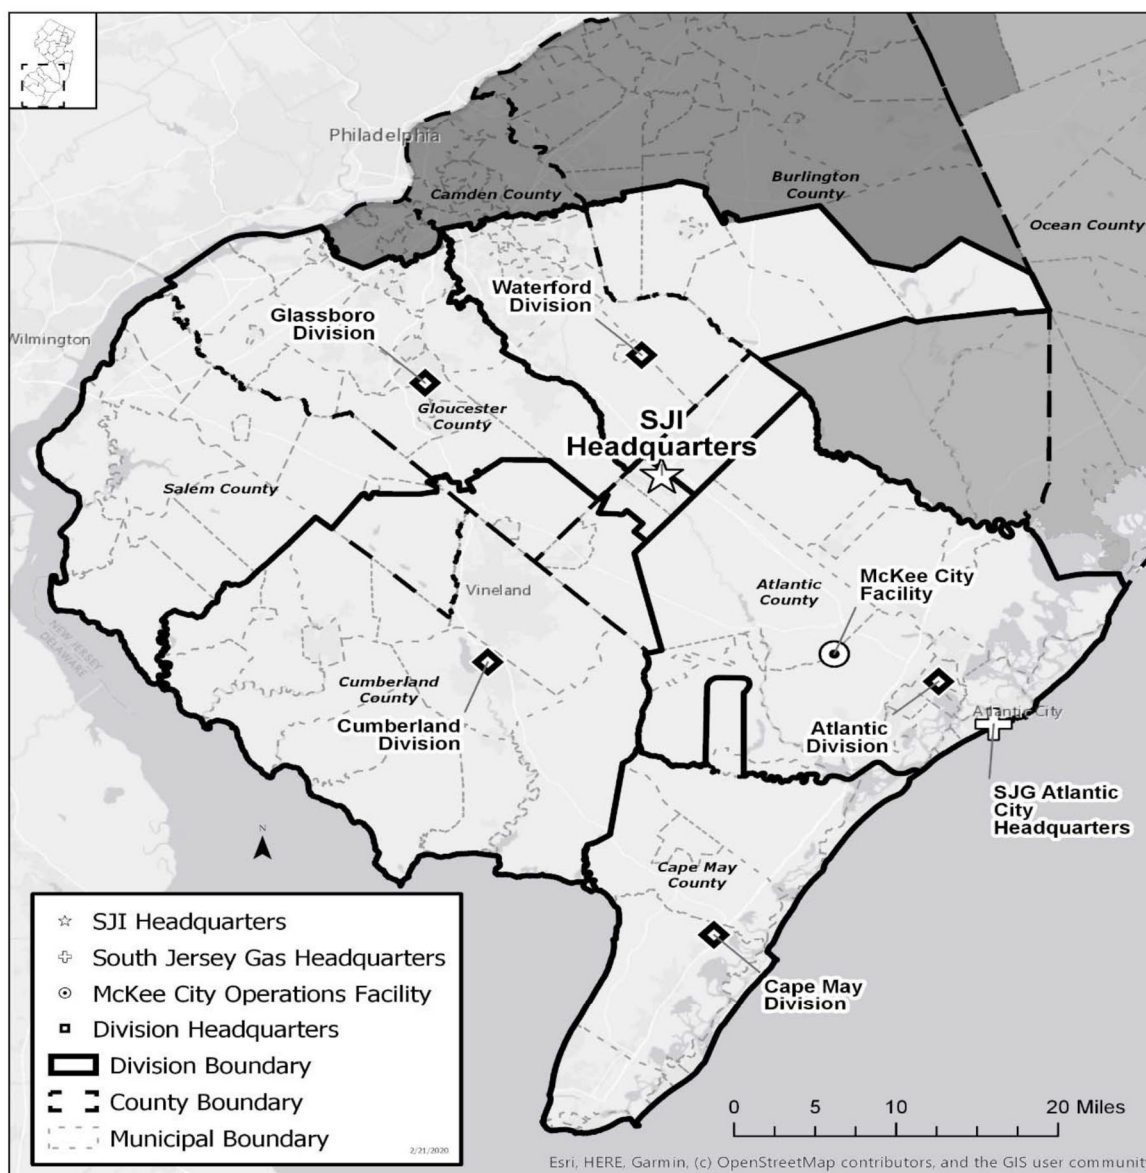 Philadelphia
Camden County
Burlington
County
Ocean County
Waterford
Division
Glassboro
Division
Wilmington
Gloucester
County
SJI
Headquarters
Salem County
Atlantic
County
McKee City
Facility
Vineland
NEW JERSEY
DELAWARE
Cumberland
County
Cumberland
Division
Atlantic City
Atlantic
Division
SJG Atlantic
City
Headquarters
N
Cape May
County
Cape May
Division
SJI Headquarters
South Jersey Gas Headquarters
McKee City Operations Facility
Division Headquarters
Division Boundary
County Boundary
Municipal Boundary
2/21/2020
0 5 10 20 Miles
Esri, HERE, Garmin, (c) OpenStreetMap contributors, and the GIS user communit